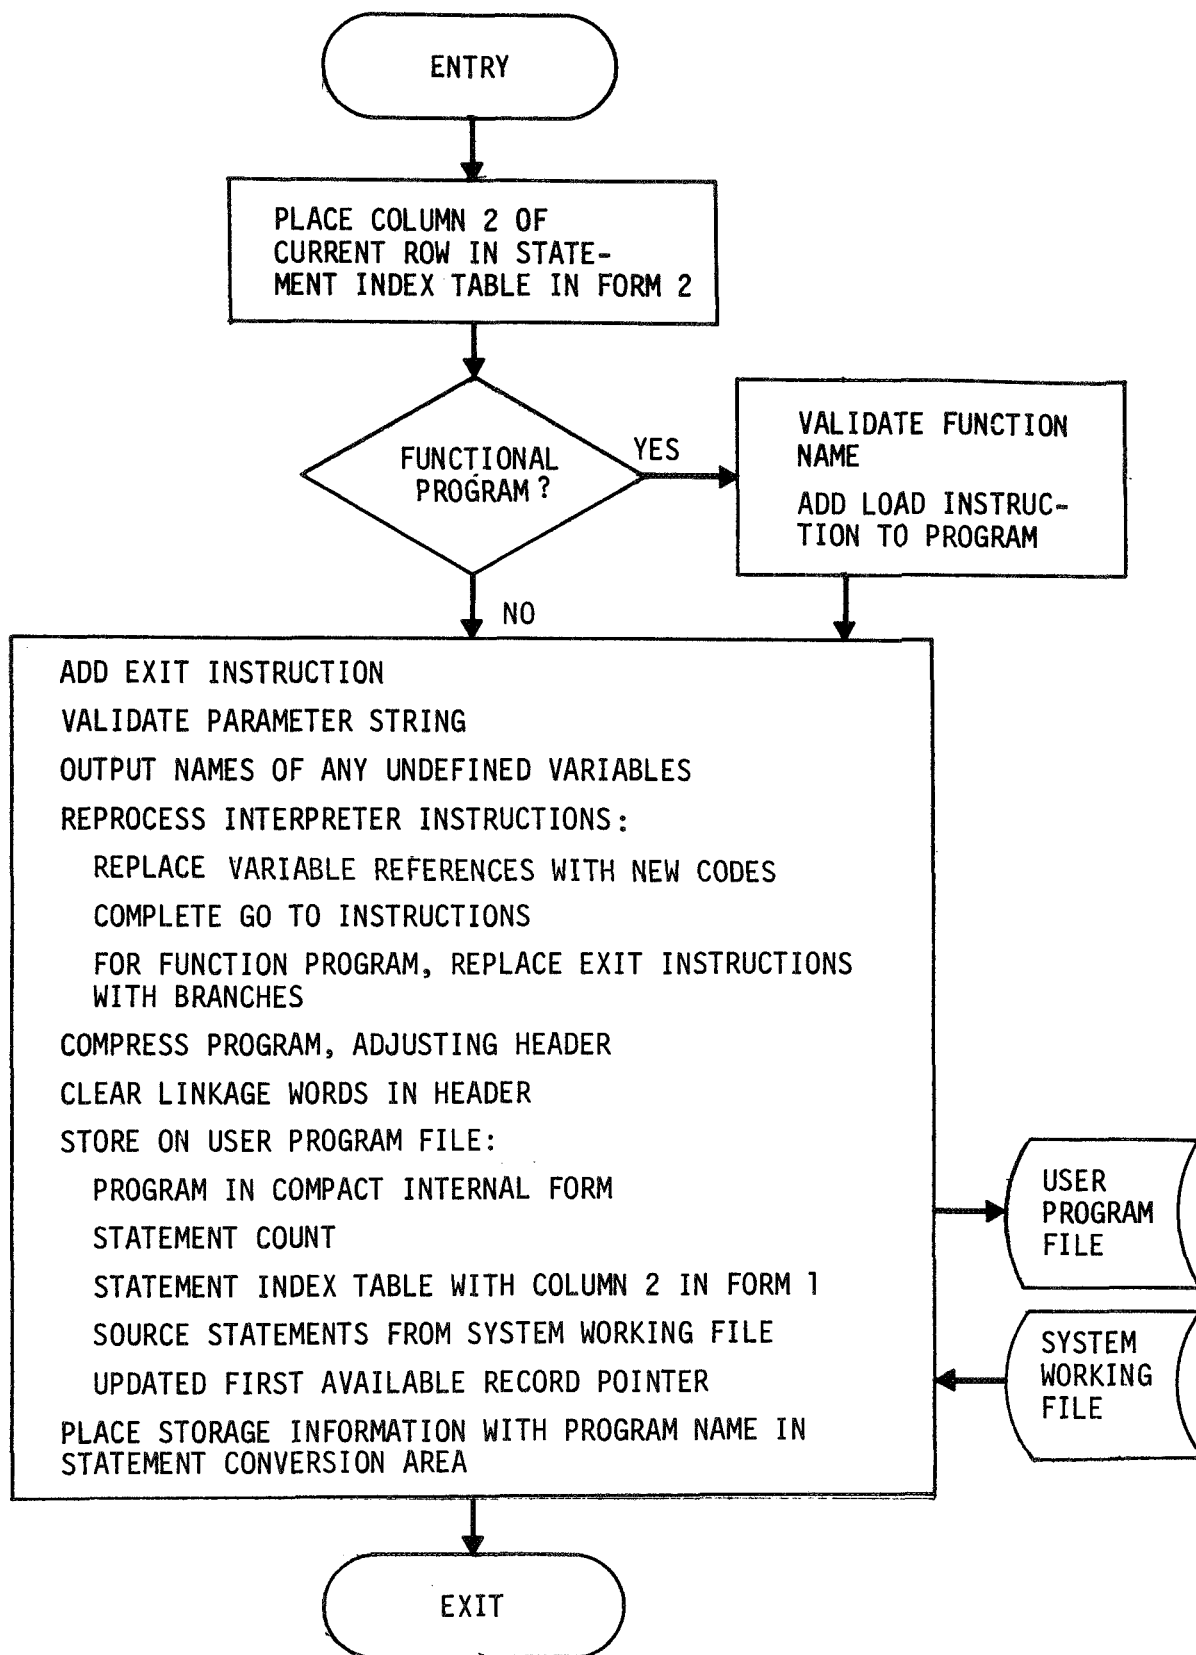 ENTRY
PLACE COLUMN 2 OF
CURRENT ROW IN STATE-
MENT INDEX TABLE IN FORM 2
FUNCTIONAL
PROGRAM?
YES
VALIDATE FUNCTION
NAME
ADD LOAD INSTRUC-
TION TO PROGRAM
NO
ADD EXIT INSTRUCTION
VALIDATE PARAMETER STRING
OUTPUT NAMES OF ANY UNDEFINED VARIABLES
REPROCESS INTERPRETER INSTRUCTIONS:
REPLACE VARIABLE REFERENCES WITH NEW CODES
COMPLETE GO TO INSTRUCTIONS
FOR FUNCTION PROGRAM, REPLACE EXIT INSTRUCTIONS
WITH BRANCHES
COMPRESS PROGRAM, ADJUSTING HEADER
CLEAR LINKAGE WORDS IN HEADER
STORE ON USER PROGRAM FILE:
PROGRAM IN COMPACT INTERNAL FORM
STATEMENT COUNT
STATEMENT INDEX TABLE WITH COLUMN 2 IN FORM 1
SOURCE STATEMENTS FROM SYSTEM WORKING FILE
UPDATED FIRST AVAILABLE RECORD POINTER
PLACE STORAGE INFORMATION WITH PROGRAM NAME IN
STATEMENT CONVERSION AREA
USER
PROGRAM
FILE
SYSTEM
WORKING
FILE
EXIT